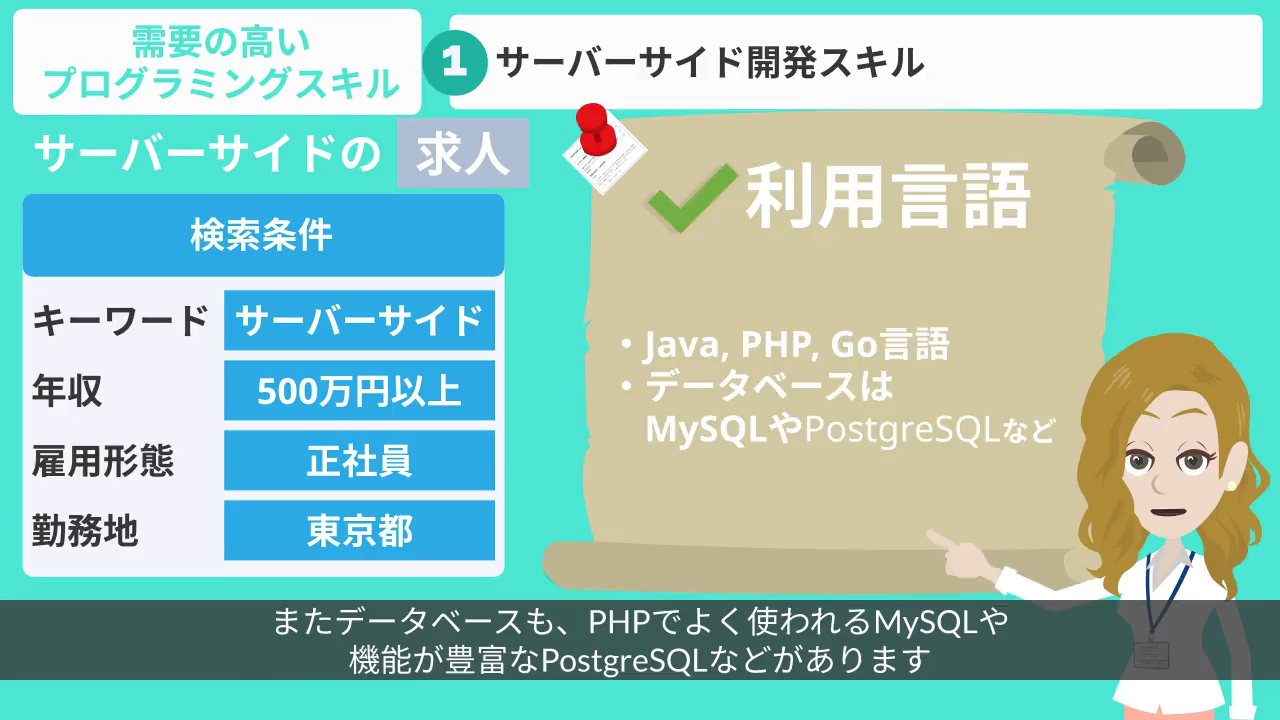 需要の高い
プログラミングスキル
1 サーバーサイド開発スキル
サーバーサイドの 求人
検索条件
キーワード サーバーサイド
年収 500万円以上
雇用形態 正社員
勤務地 東京都
利用言語
・Java, PHP, Go言語
・データベースは
MySQLやPostgreSQLなど
またデータベースも、PHPでよく使われるMySQLや
機能が豊富なPostgreSQLなどがあります